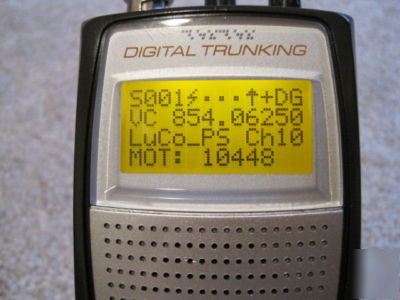 DIGITAL TRUNKING
S001⚡...↑+DG
VC 854.06250
LuCo_PS Ch10
MOT: 10448